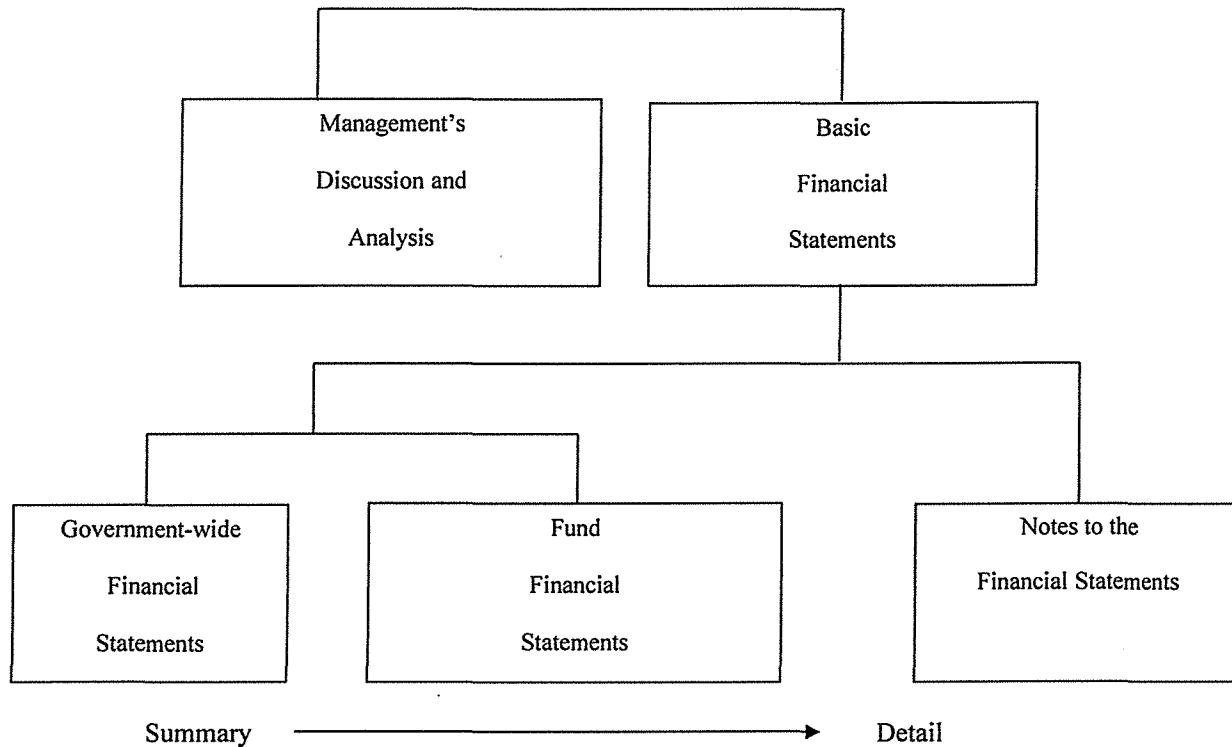 Management's
Discussion and
Analysis
Basic
Financial
Statements
Government-wide
Financial
Statements
Fund
Financial
Statements
Notes to the
Financial Statements
Summary
Detail